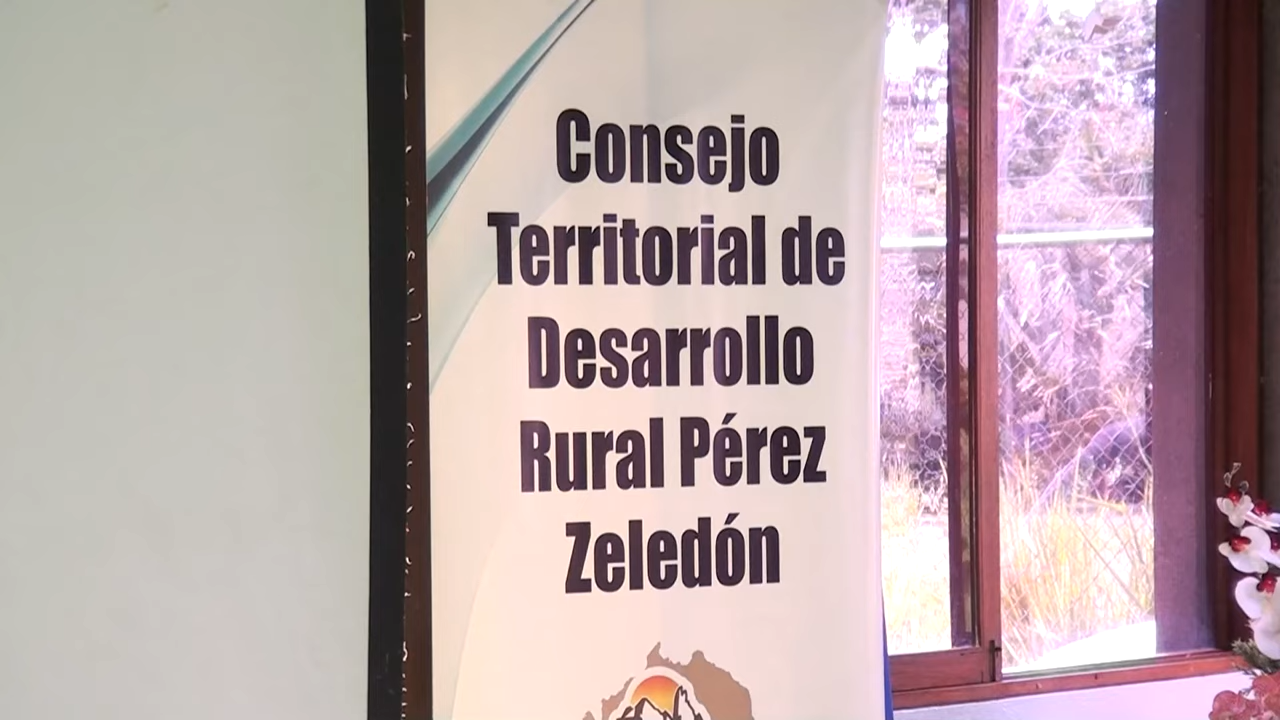 Consejo
Territorial de
Desarrollo
Rural Pérez
Zeledón